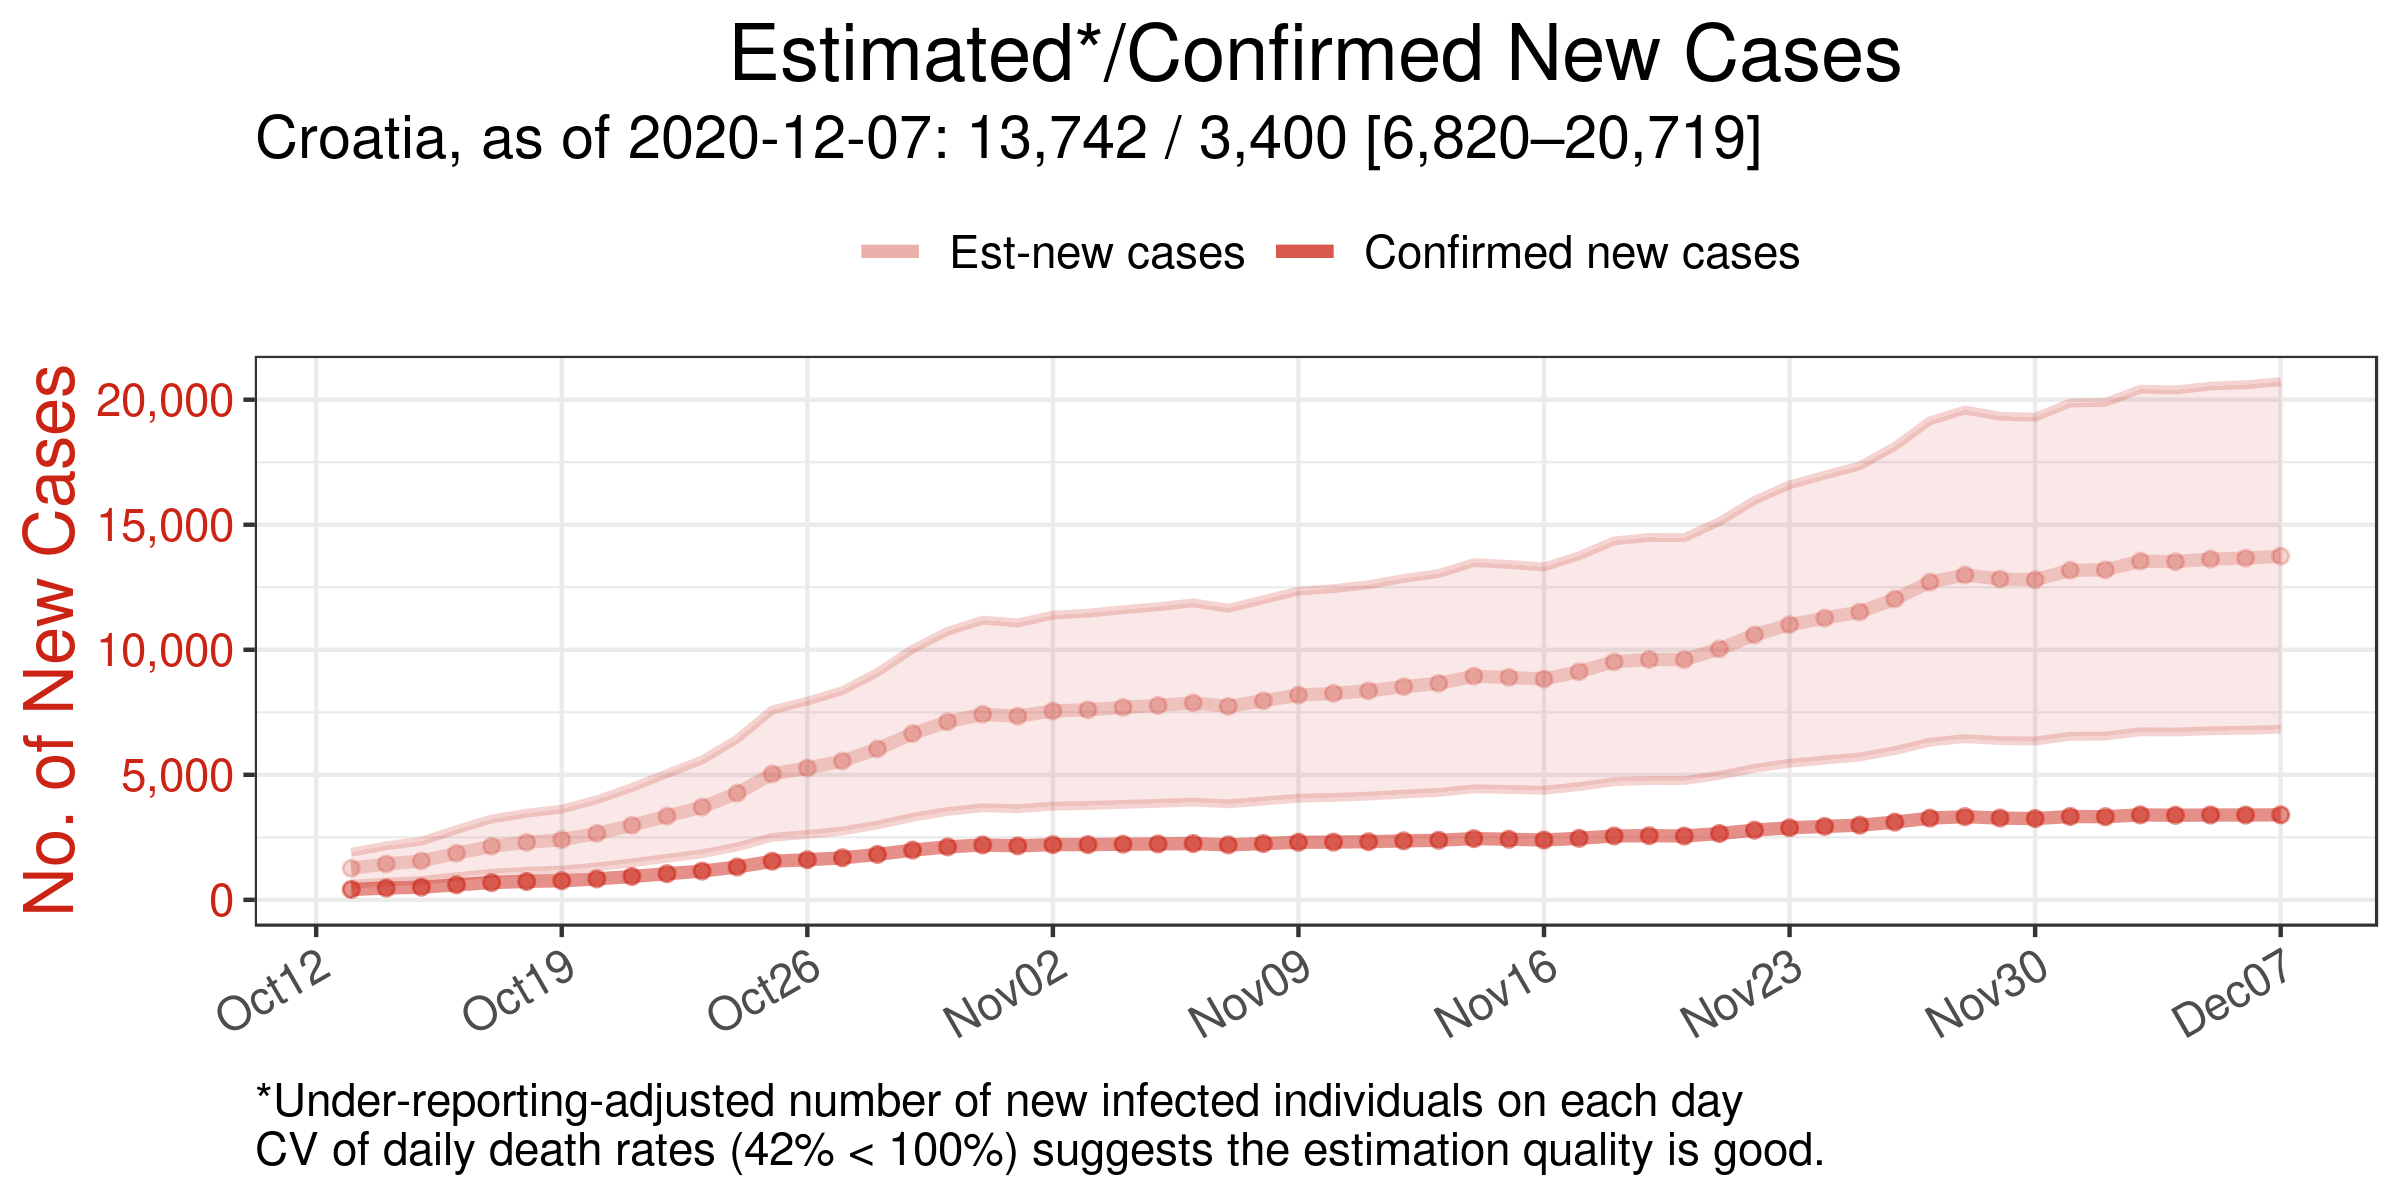 Estimated*/Confirmed New Cases
Croatia, as of 2020-12-07: 13,742 / 3,400 [6,820–20,719]
Est-new cases Confirmed new cases
No. of New Cases
20,000
15,000
10,000
5,000
0
Oct12 Oct19 Oct26 Nov02 Nov09 Nov16 Nov23 Nov30 Dec07
*Under-reporting-adjusted number of new infected individuals on each day
CV of daily death rates (42% < 100%) suggests the estimation quality is good.